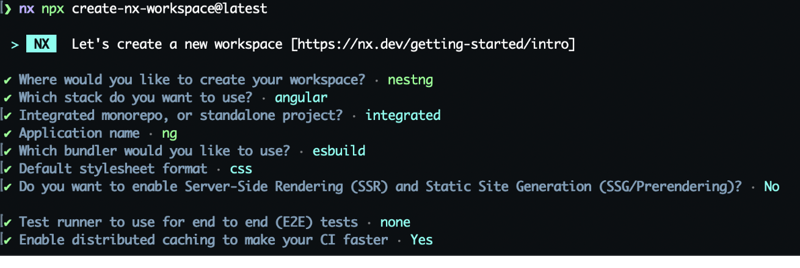 ❯ nx npx create-nx-workspace@latest
> NX Let's create a new workspace [https://nx.dev/getting-started/intro]
✔ Where would you like to create your workspace? · nestng
✔ Which stack do you want to use? · angular
✔ Integrated monorepo, or standalone project? · integrated
✔ Application name · ng
✔ Which bundler would you like to use? · esbuild
✔ Default stylesheet format · css
✔ Do you want to enable Server-Side Rendering (SSR) and Static Site Generation (SSG/Prerendering)? · No
✔ Test runner to use for end to end (E2E) tests · none
✔ Enable distributed caching to make your CI faster · Yes